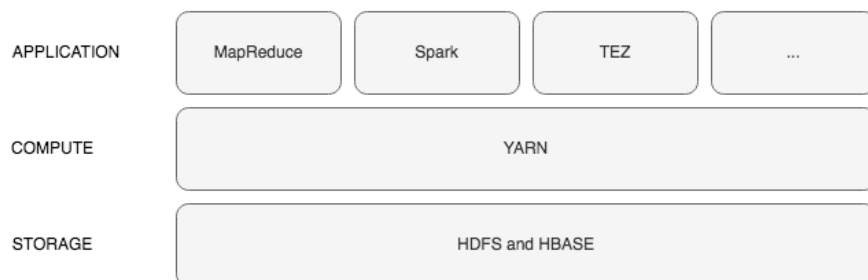 APPLICATION MapReduce Spark TEZ ...
COMPUTE YARN
STORAGE HDFS and HBASE